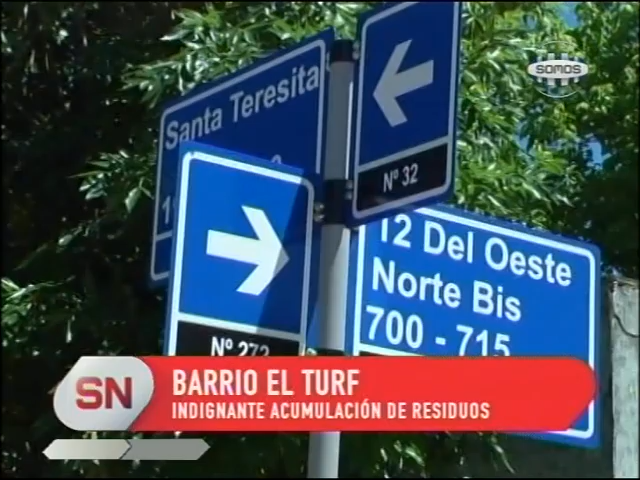 SOMOS
Santa Teresita
Nº 32
12 Del Oeste
Norte Bis
700 - 715
Nº 272
SN
BARRIO EL TURF
INDIGNANTE ACUMULACIÓN DE RESIDUOS